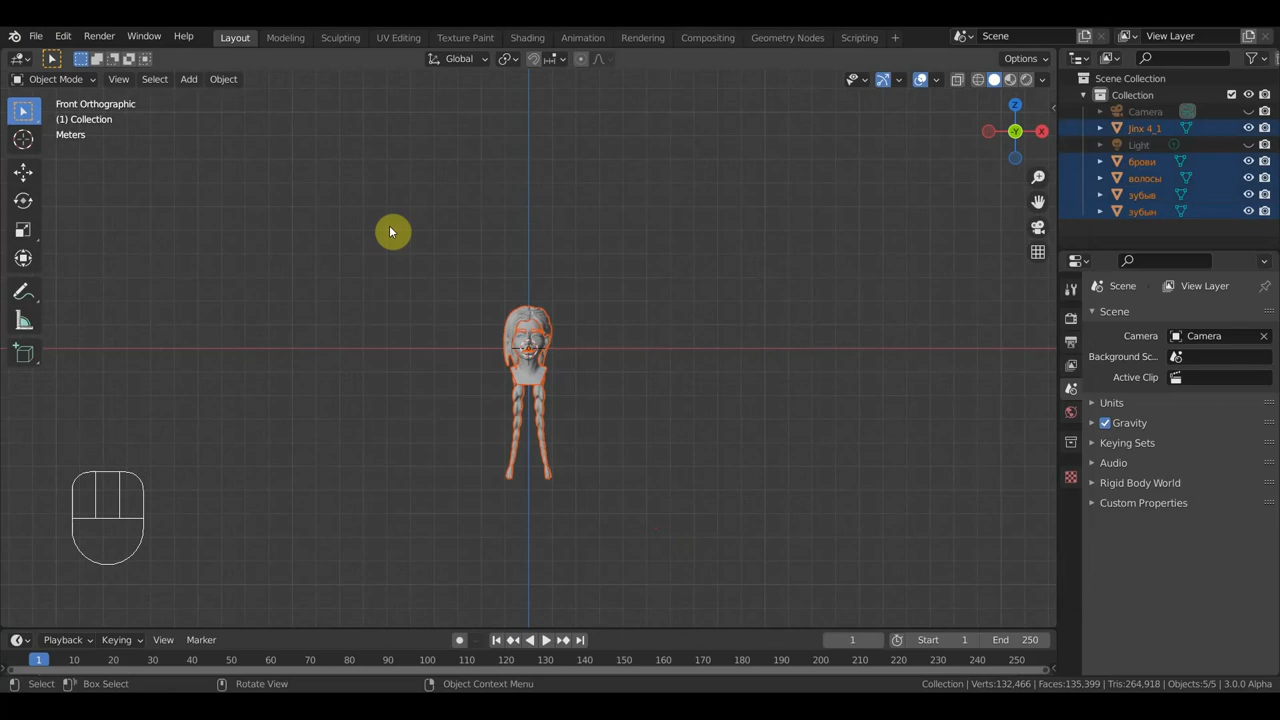 File Edit Render Window Help Layout Modeling Sculpting UV Editing Texture Paint Shading Animation Rendering Compositing Geometry Nodes Scripting + Scene View Layer
Global Options
Object Mode View Select Add Object
Front Orthographic
(1) Collection
Meters
Z
X
-Y
Scene Collection
Collection
Camera
Jinx 4_1
Light
брови
волосы
зубыв
зубын
Scene View Layer
Scene
Camera Camera
Background Sc...
Active Clip
Units
Gravity
Keying Sets
Audio
Rigid Body World
Custom Properties
Playback Keying View Marker 1 Start 1 End 250
1 10 20 30 40 50 60 70 80 90 100 110 120 130 140 150 160 170 180 190 200 210 220 230 240 250
Select Box Select Rotate View Object Context Menu Collection | Verts:132,466 | Faces:135,399 | Tris:264,918 | Objects:5/5 | 3.0.0 Alpha